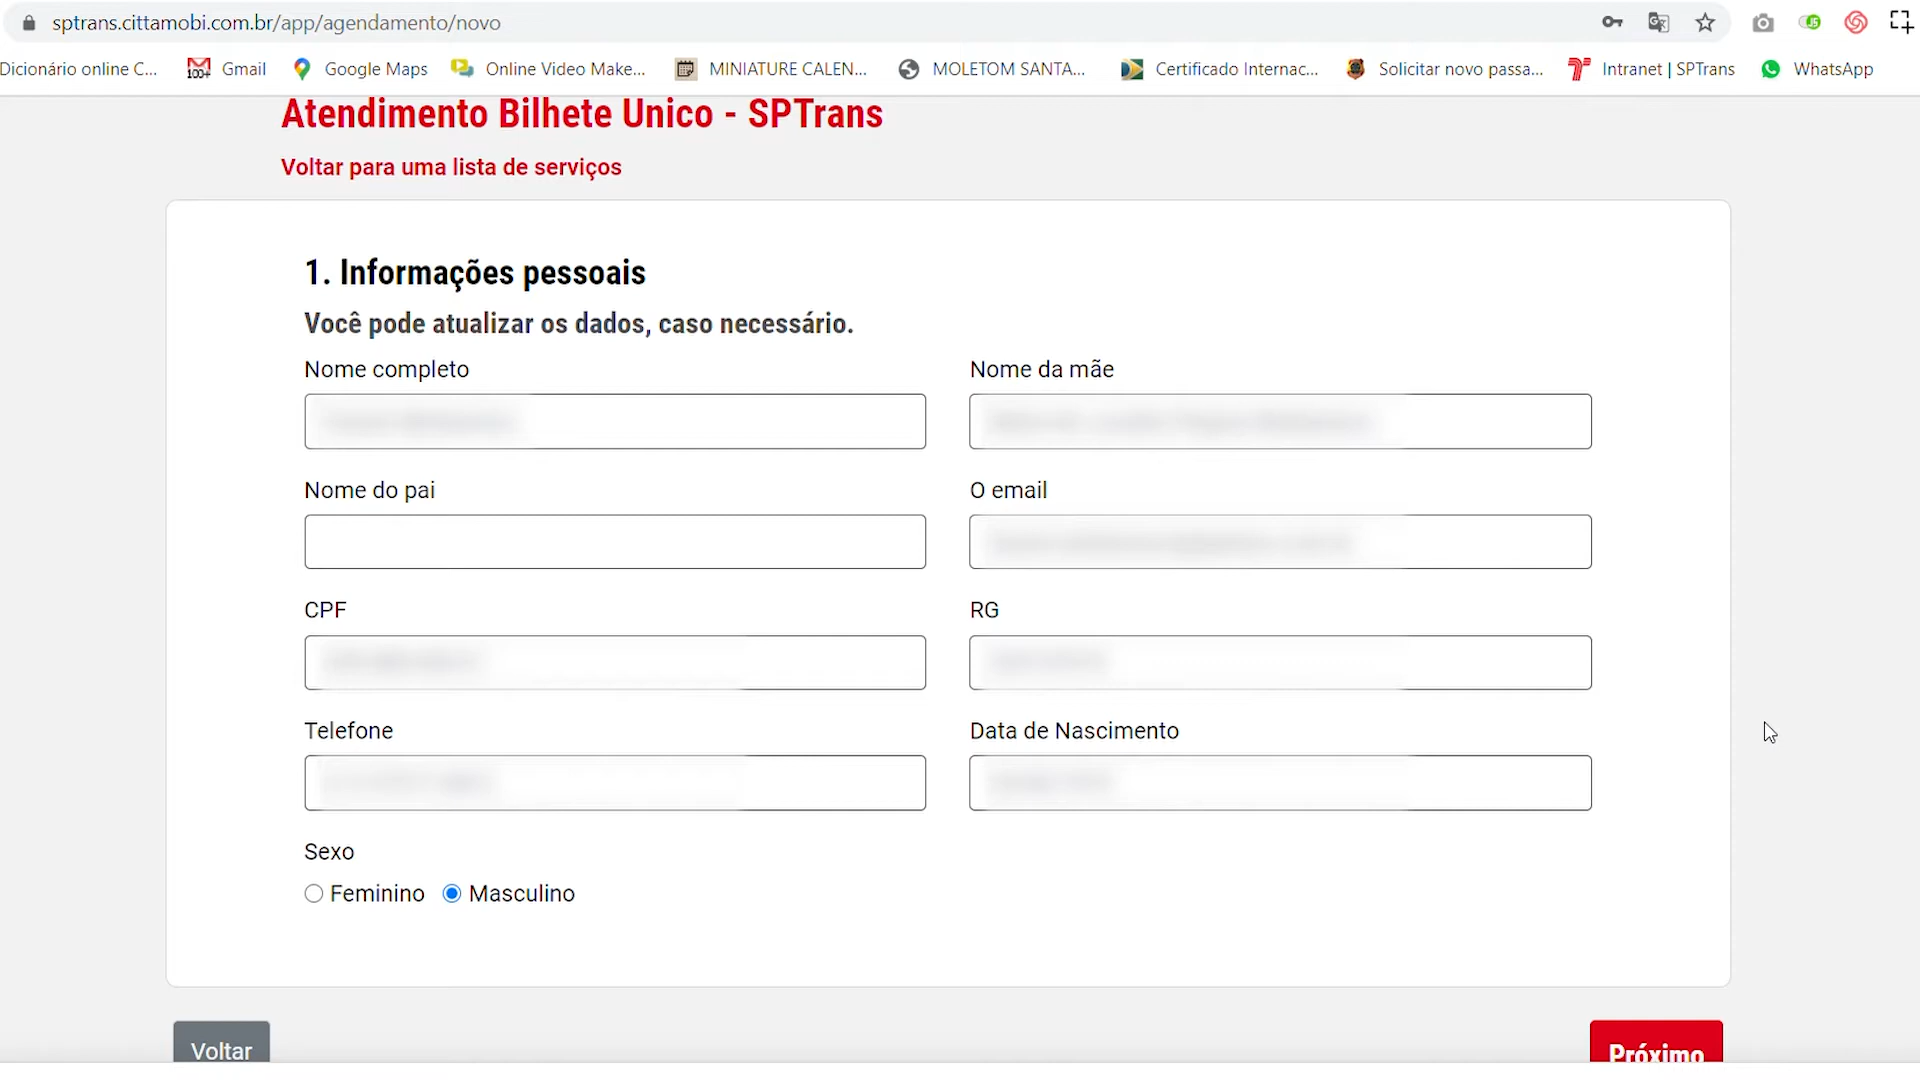 sptrans.cittamobi.com.br/app/agendamento/novo
Dicionário online C... Gmail Google Maps Online Video Make... MINIATURE CALEN... MOLETOM SANTA... Certificado Internac... Solicitar novo passa... Intranet | SPTrans WhatsApp
Atendimento Bilhete Unico - SPTrans
Voltar para uma lista de serviços
1. Informações pessoais
Você pode atualizar os dados, caso necessário.
Nome completo Nome da mãe
Nome do pai O email
CPF RG
Telefone Data de Nascimento
Sexo
Feminino Masculino
Voltar Próximo